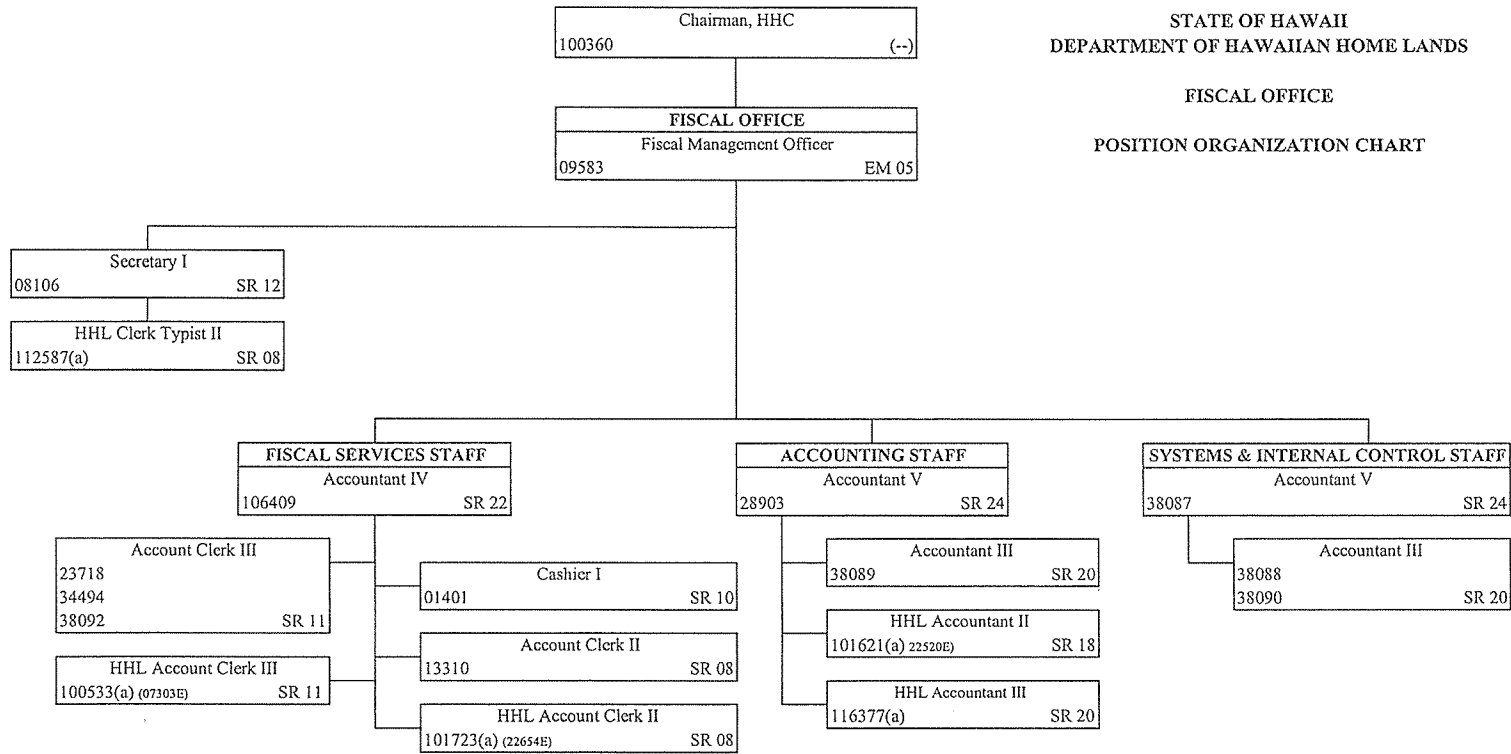 STATE OF HAWAII
DEPARTMENT OF HAWAIIAN HOME LANDS
FISCAL OFFICE
POSITION ORGANIZATION CHART
Chairman, HHC
100360 (--)
FISCAL OFFICE
Fiscal Management Officer
09583 EM 05
Secretary I
08106 SR 12
HHL Clerk Typist II
112587(a) SR 08
FISCAL SERVICES STAFF
Accountant IV
106409 SR 22
Account Clerk III
23718
34494
38092 SR 11
HHL Account Clerk III
100533(a) (07303E) SR 11
Cashier I
01401 SR 10
Account Clerk II
13310 SR 08
HHL Account Clerk II
101723(a) (22654E) SR 08
ACCOUNTING STAFF
Accountant V
28903 SR 24
Accountant III
38089 SR 20
HHL Accountant II
101621(a) 22520E) SR 18
HHL Accountant III
116377(a) SR 20
SYSTEMS & INTERNAL CONTROL STAFF
Accountant V
38087 SR 24
Accountant III
38088
38090 SR 20